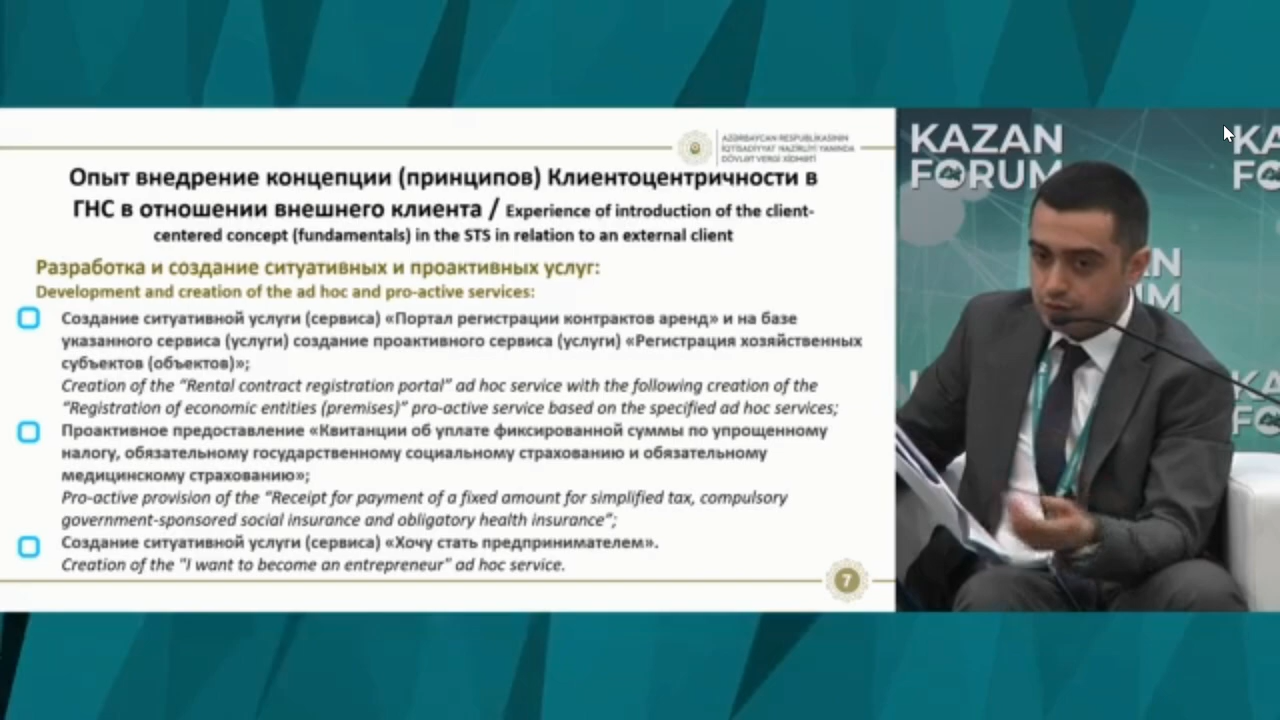 AZƏRBAYCAN RESPUBLİKASININ
İQTİSADİYYAT NAZİRLİYİ YANINDA
DÖVLƏT VERGİ XİDMƏTİ
Опыт внедрение концепции (принципов) Клиентоцентричности в
ГНС в отношении внешнего клиента / Experience of introduction of the client-
centered concept (fundamentals) in the STS in relation to an external client
Разработка и создание ситуативных и проактивных услуг:
Development and creation of the ad hoc and pro-active services:
Создание ситуативной услуги (сервиса) «Портал регистрации контрактов аренд» и на базе
указанного сервиса (услуги) создание проактивного сервиса (услуги) «Регистрация хозяйственных
субъектов (объектов)»;
Creation of the “Rental contract registration portal” ad hoc service with the following creation of the
“Registration of economic entities (premises)” pro-active service based on the specified ad hoc services;
Проактивное предоставление «Квитанции об уплате фиксированной суммы по упрощенному
налогу, обязательному государственному социальному страхованию и обязательному
медицинскому страхованию»;
Pro-active provision of the “Receipt for payment of a fixed amount for simplified tax, compulsory
government-sponsored social insurance and obligatory health insurance”;
Создание ситуативной услуги (сервиса) «Хочу стать предпринимателем».
Creation of the "I want to become an entrepreneur" ad hoc service.
7
KAZAN
FORUM
KA
FO
AN
UM
KA
FO